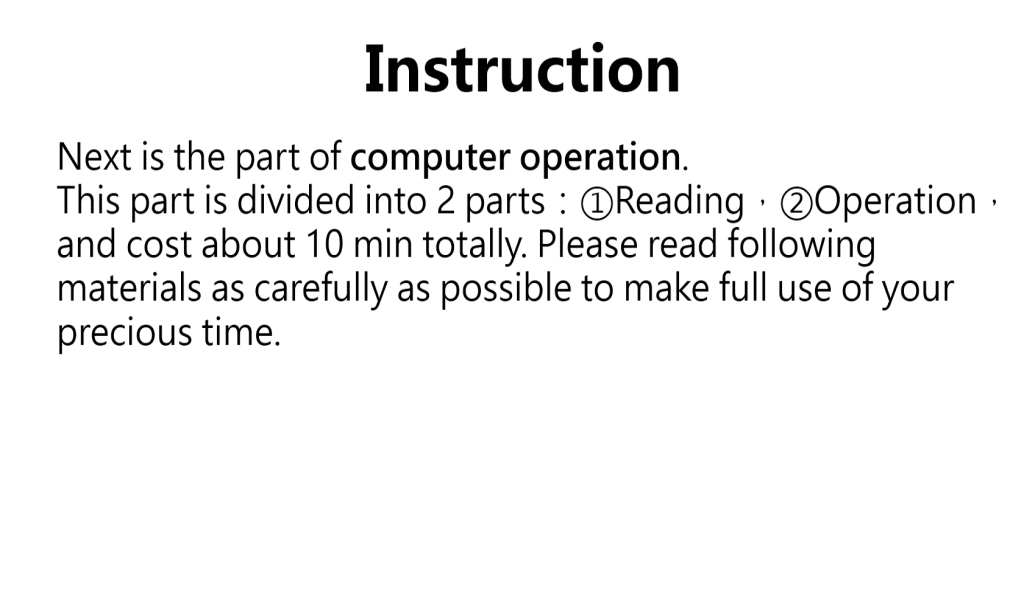 Instruction
Next is the part of computer operation.
This part is divided into 2 parts：①Reading，②Operation，
and cost about 10 min totally. Please read following
materials as carefully as possible to make full use of your
precious time.